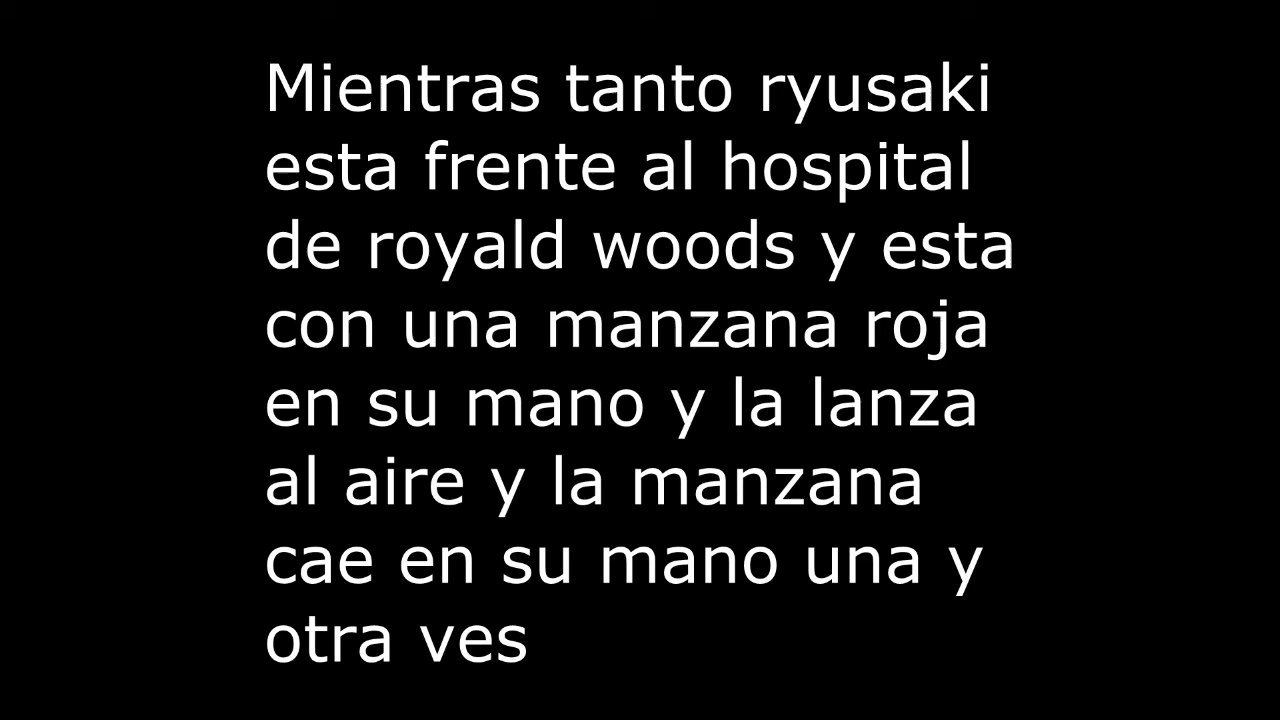 Mientras tanto ryusaki
esta frente al hospital
de royald woods y esta
con una manzana roja
en su mano y la lanza
al aire y la manzana
cae en su mano una y
otra ves